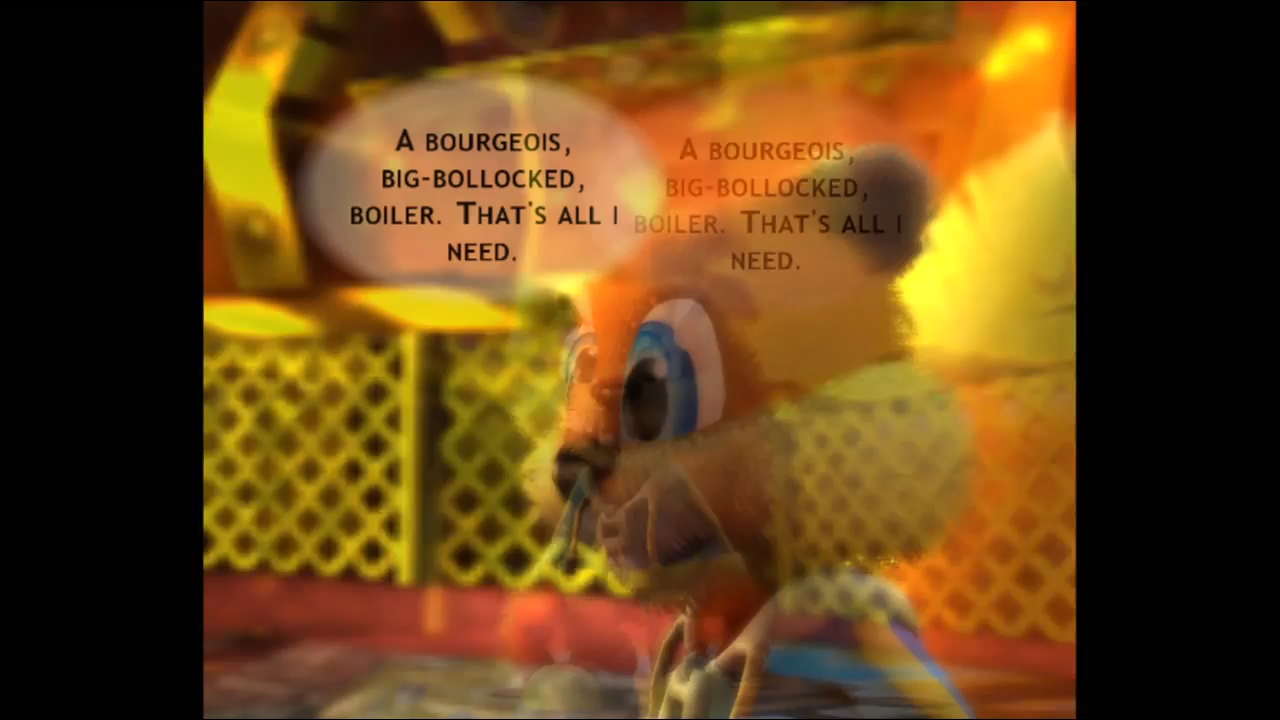 A BOURGEOIS,
BIG-BOLLOCKED,
BOILER. THAT'S ALL I
NEED.
A BOURGEOIS,
BIG-BOLLOCKED,
BOILER. THAT'S ALL I
NEED.